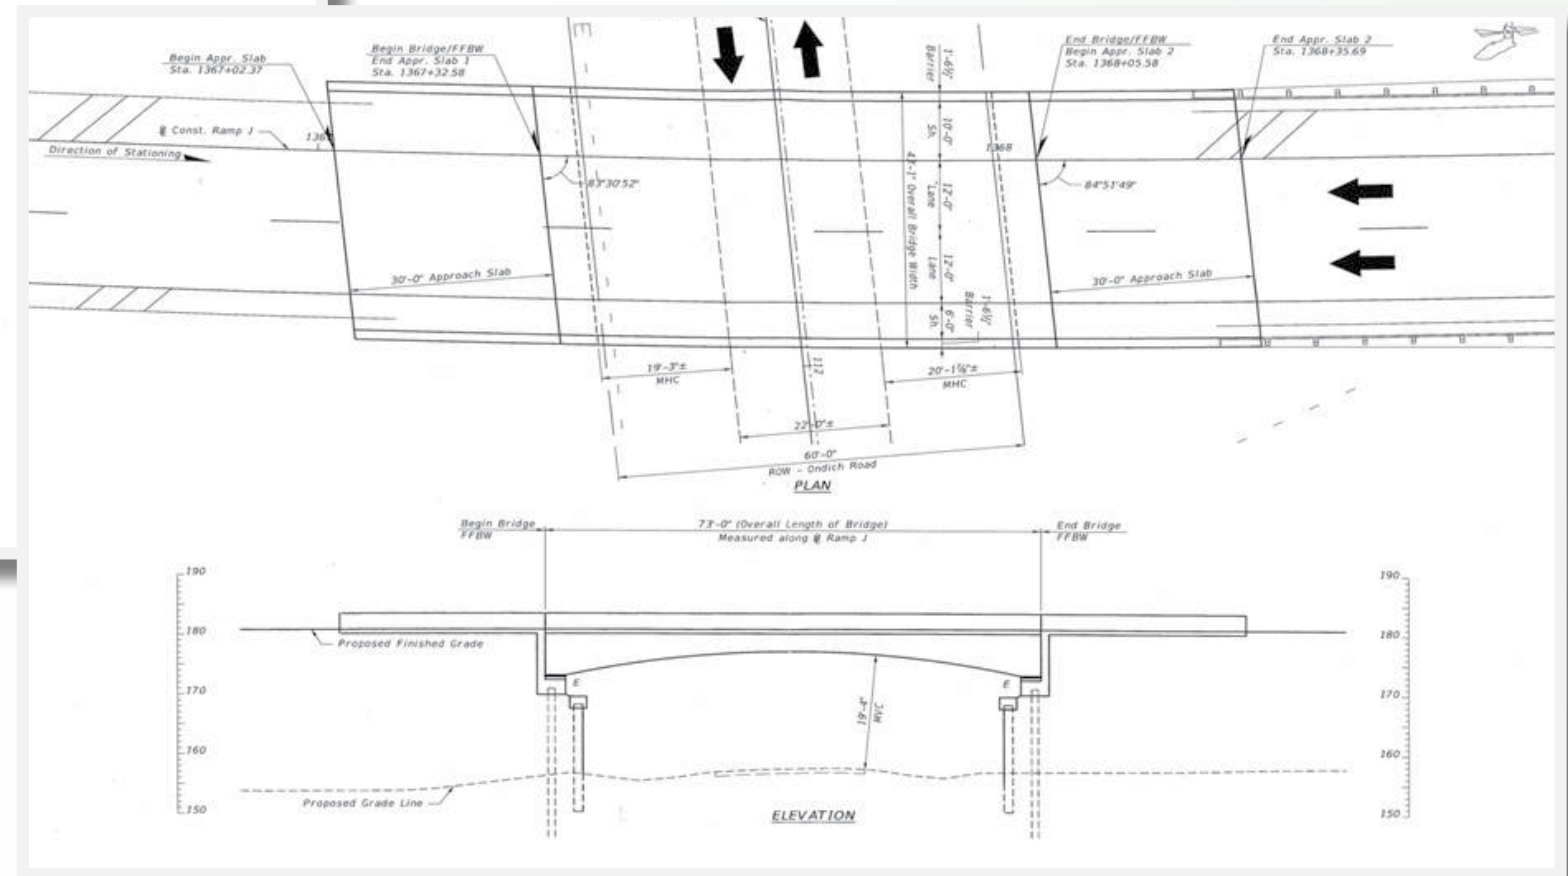 Begin Appr. Slab
Sta. 1367+02.37
Begin Bridge/FFBW
End Appr. Slab 1
Sta. 1367+32.58
End Bridge/FFBW
Begin Appr. Slab 2
Sta. 1368+05.58
End Appr. Slab 2
Sta. 1368+35.69
℄ Const. Ramp J
Direction of Stationing
1368
83°30'52"
84°51'49"
1'-6½"
Barrier
10'-0"
Sh.
12'-0"
Lane
12'-0"
Lane
6'-0"
Sh.
1'-6½"
Barrier
43'-1" Overall Bridge Width
30'-0" Approach Slab
30'-0" Approach Slab
19'-3"±
MHC
112
20'-1⅞"±
MHC
22'-0"±
60'-0"
ROW - Ondich Road
PLAN
Begin Bridge
FFBW
73'-0" (Overall Length of Bridge)
Measured along ℄ Ramp J
End Bridge
FFBW
190
180
170
160
150
190
180
170
160
150
Proposed Finished Grade
E
E
19'-4"
MVC
Proposed Grade Line
ELEVATION